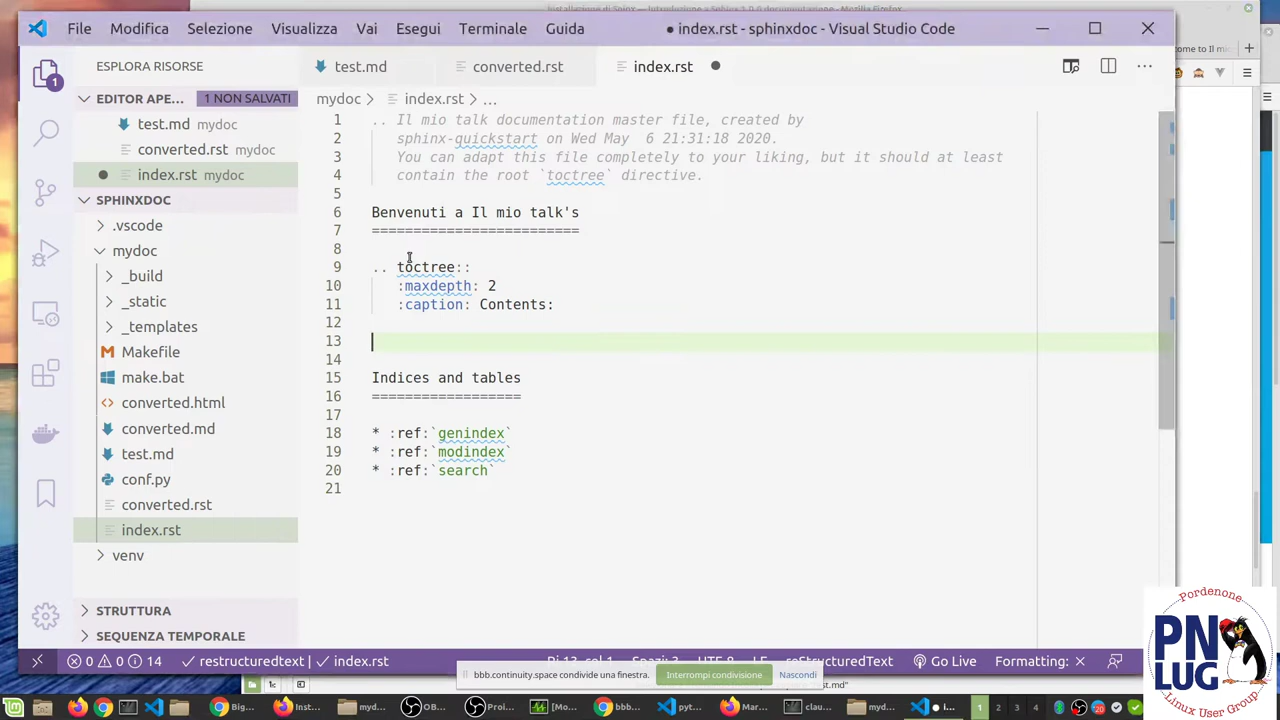 File Modifica Selezione Visualizza Vai Esegui Terminale Guida ● index.rst - sphinxdoc - Visual Studio Code
ESPLORA RISORSE
test.md converted.rst index.rst
EDITOR APE... 1 NON SALVATI
mydoc > index.rst > ...
test.md mydoc
converted.rst mydoc
index.rst mydoc
SPHINXDOC
.vscode
mydoc
_build
_static
_templates
Makefile
make.bat
converted.html
converted.md
test.md
conf.py
converted.rst
index.rst
venv
STRUTTURA
SEQUENZA TEMPORALE
1 .. Il mio talk documentation master file, created by
2 sphinx-quickstart on Wed May 6 21:31:18 2020.
3 You can adapt this file completely to your liking, but it should at least
4 contain the root `toctree` directive.
5
6 Benvenuti a Il mio talk's
7 =========================
8
9 .. toctree::
10 :maxdepth: 2
11 :caption: Contents:
12
13
14
15 Indices and tables
16 ==================
17
18 * :ref:`genindex`
19 * :ref:`modindex`
20 * :ref:`search`
21
0 0 14 restructuredtext | index.rst reStructuredText Go Live Formatting: ×
bbb.continuity.space condivide una finestra. Interrompi condivisione Nascondi
Pordenone
PN
LUG
Linux User Group
1 2 3 4